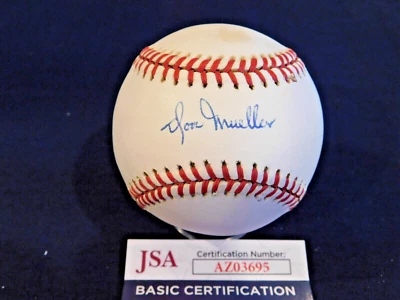 Don Mueller
JSA
Certification Number:
AZ03695
BASIC CERTIFICATION